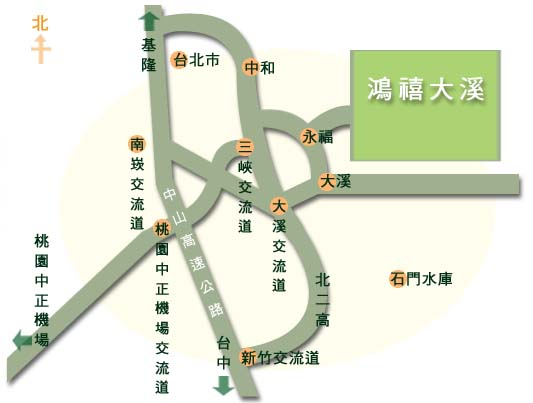 北
基隆
台北市
中和
鴻禧大溪
永福
南崁交流道
三峽交流道
大溪
中山高速公路
大溪交流道
桃園中正機場交流道
桃園中正機場
北二高
石門水庫
台中
新竹交流道